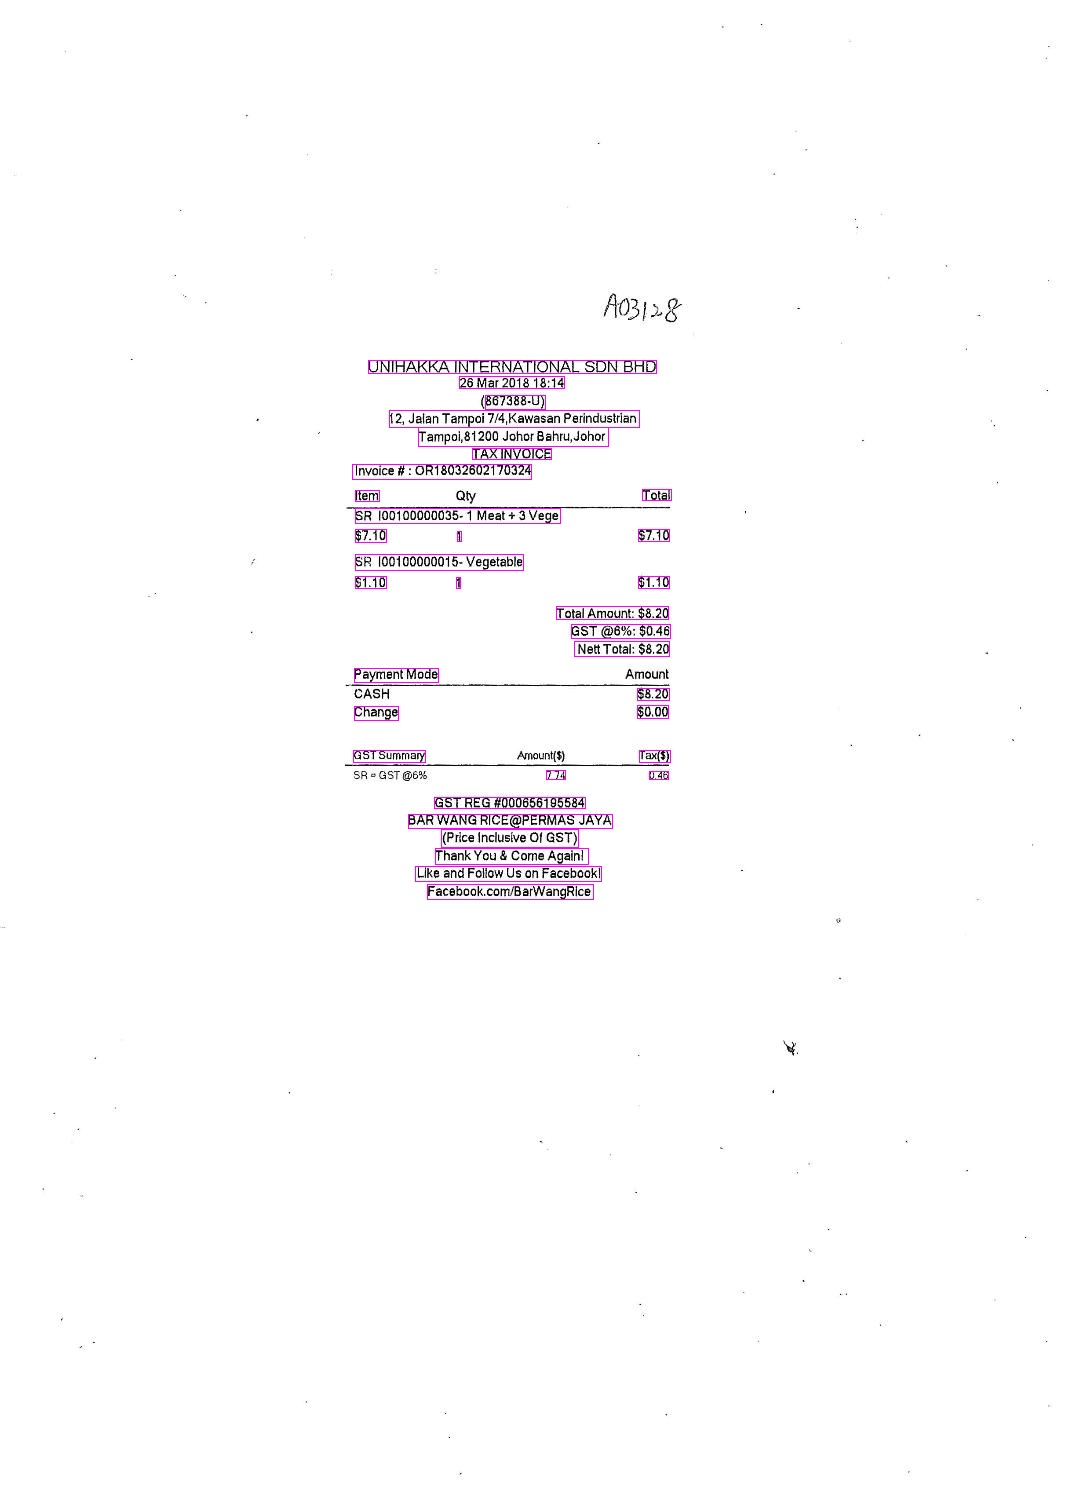 A03128
UNIHAKKA INTERNATIONAL SDN BHD
26 Mar 2018 18:14
(867388-U)
12, Jalan Tampoi 7/4,Kawasan Perindustrian
Tampoi,81200 Johor Bahru,Johor
TAX INVOICE
Invoice # : OR18032602170324
Item Qty Total
SR I00100000035- 1 Meat + 3 Vege
$7.10 1 $7.10
SR I00100000015- Vegetable
$1.10 1 $1.10
Total Amount: $8.20
GST @6%: $0.46
Nett Total: $8.20
Payment Mode Amount
CASH $8.20
Change $0.00
GST Summary Amount($) Tax($)
SR = GST @6% 7.74 0.46
GST REG #000656195584
BAR WANG RICE@PERMAS JAYA
(Price Inclusive Of GST)
Thank You & Come Again!
Like and Follow Us on Facebook!
Facebook.com/BarWangRice